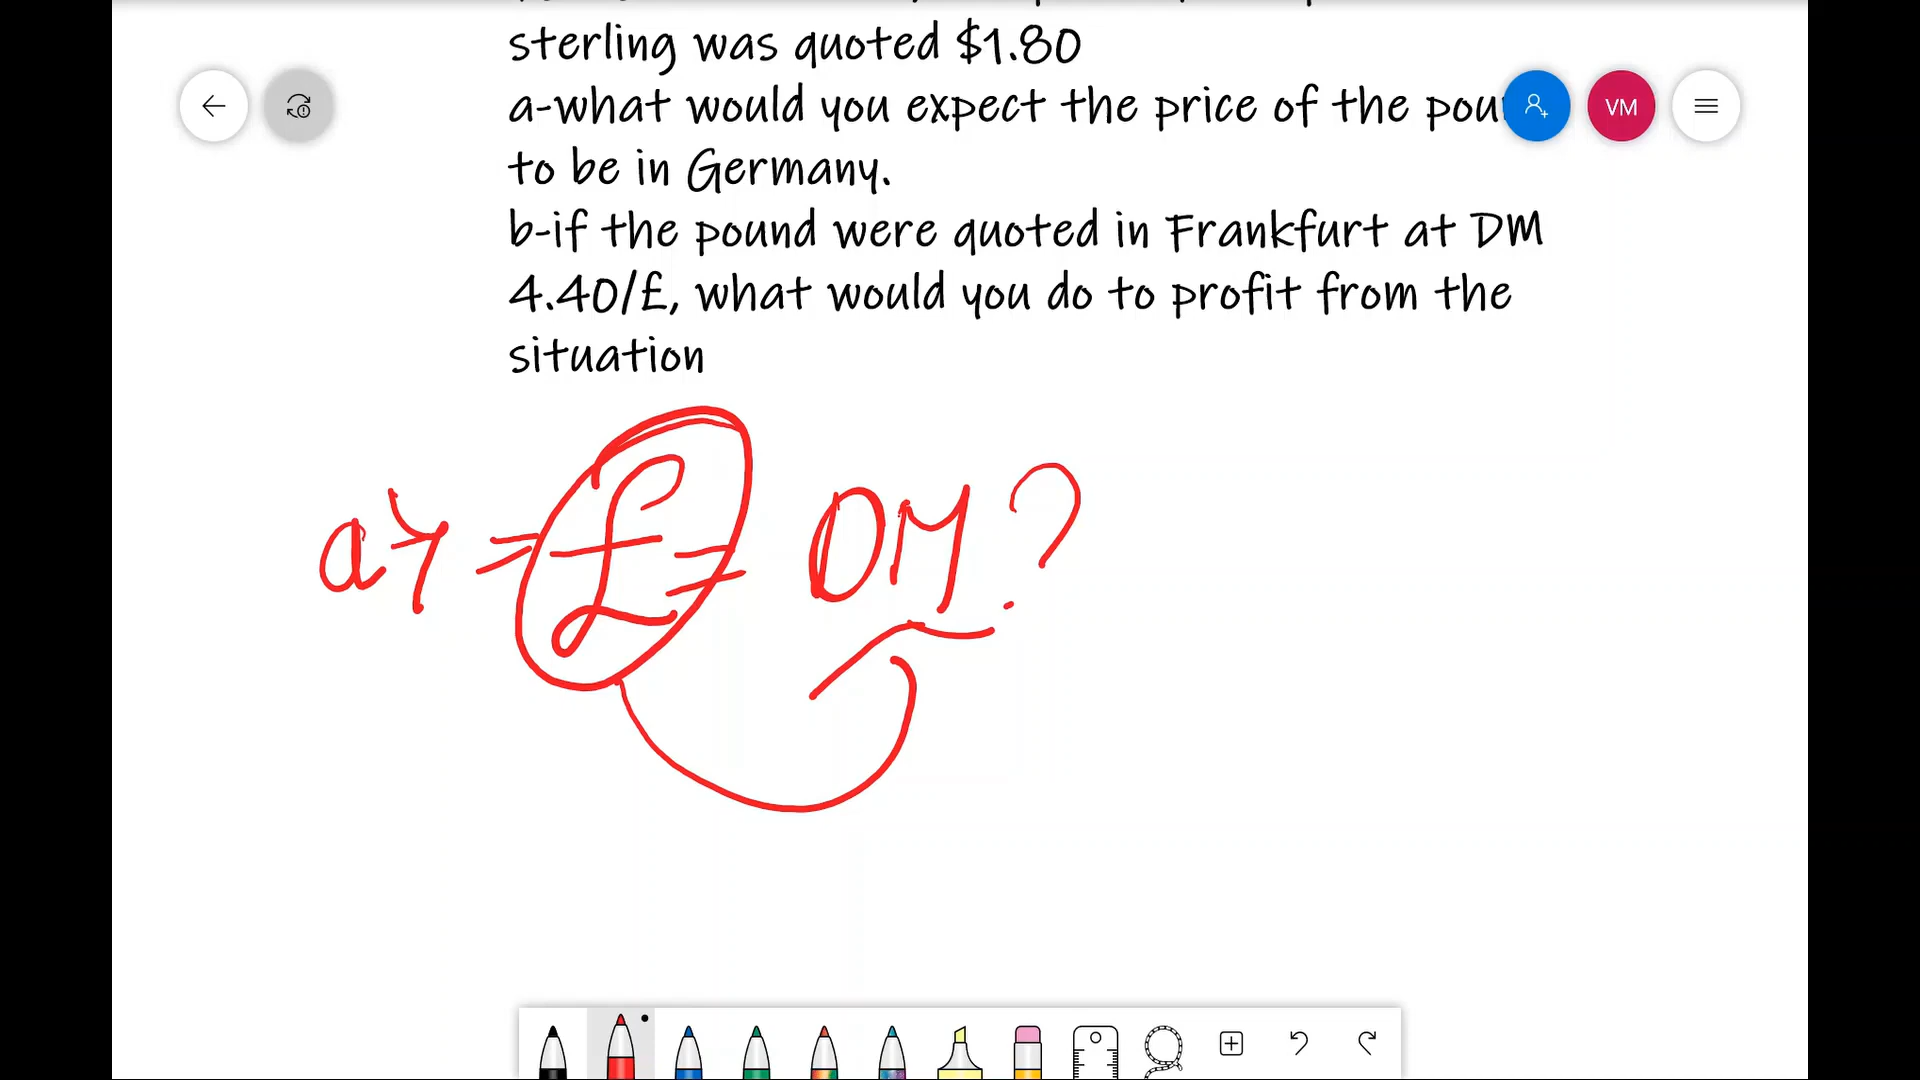 sterling was quoted $1.80
a-what would you expect the price of the
to be in Germany.
b-if the pound were quoted in Frankfurt at DM
4.40/£, what would you do to profit from the
situation
a> = £ = DM ?
VM